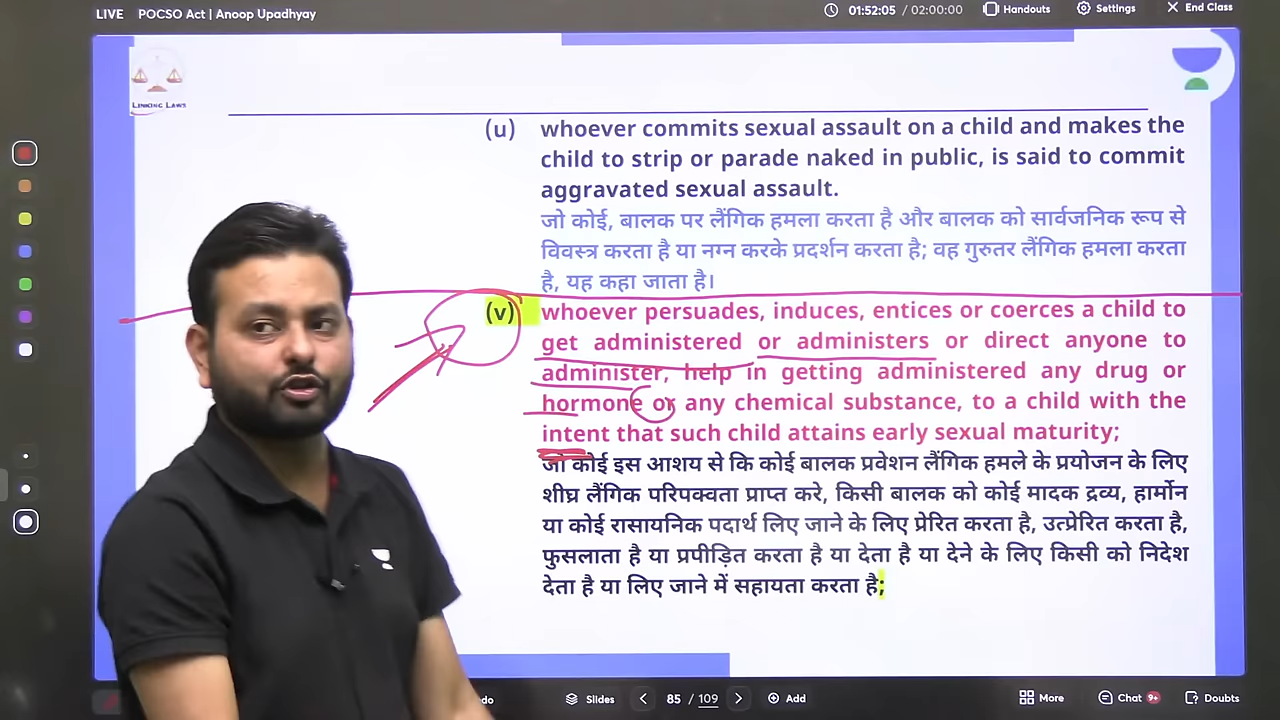 LIVE POCSO Act | Anoop Upadhyay 01:52:05 / 02:00:00 Handouts Settings End Class
LINKING LAWS
(u) whoever commits sexual assault on a child and makes the
child to strip or parade naked in public, is said to commit
aggravated sexual assault.
जो कोई, बालक पर लैंगिक हमला करता है और बालक को सार्वजनिक रूप से
विवस्त्र करता है या नग्न करके प्रदर्शन करता है; वह गुरुतर लैंगिक हमला करता
है, यह कहा जाता है।
(v) whoever persuades, induces, entices or coerces a child to
get administered or administers or direct anyone to
administer, help in getting administered any drug or
hormone or any chemical substance, to a child with the
intent that such child attains early sexual maturity;
जो कोई इस आशय से कि कोई बालक प्रवेशन लैंगिक हमले के प्रयोजन के लिए
शीघ्र लैंगिक परिपक्वता प्राप्त करे, किसी बालक को कोई मादक द्रव्य, हार्मोन
या कोई रासायनिक पदार्थ लिए जाने के लिए प्रेरित करता है, उत्प्रेरित करता है,
फुसलाता है या प्रपीड़ित करता है या देता है या देने के लिए किसी को निदेश
देता है या लिए जाने में सहायता करता है;
Slides 85 / 109 Add More Chat 9+ Doubts